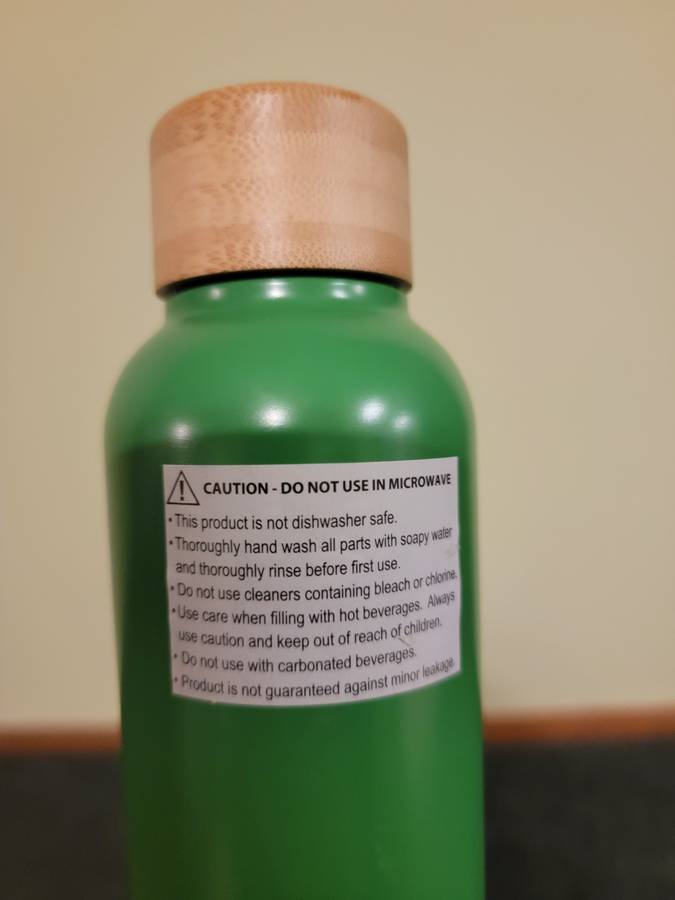 CAUTION - DO NOT USE IN MICROWAVE
• This product is not dishwasher safe.
• Thoroughly hand wash all parts with soapy water
and thoroughly rinse before first use.
• Do not use cleaners containing bleach or chlorine.
• Use care when filling with hot beverages. Always
use caution and keep out of reach of children.
• Do not use with carbonated beverages.
• Product is not guaranteed against minor leakage.